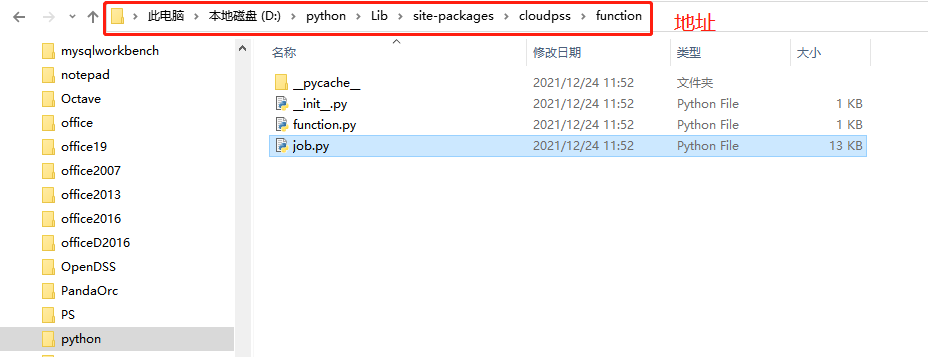 此电脑 本地磁盘 (D:) python Lib site-packages cloudpss function
地址
mysqlworkbench
notepad
Octave
office
office19
office2007
office2013
office2016
officeD2016
OpenDSS
PandaOrc
PS
python
名称 修改日期 类型 大小
__pycache__ 2021/12/24 11:52 文件夹
__init__.py 2021/12/24 11:52 Python File 1 KB
function.py 2021/12/24 11:52 Python File 1 KB
job.py 2021/12/24 11:52 Python File 13 KB